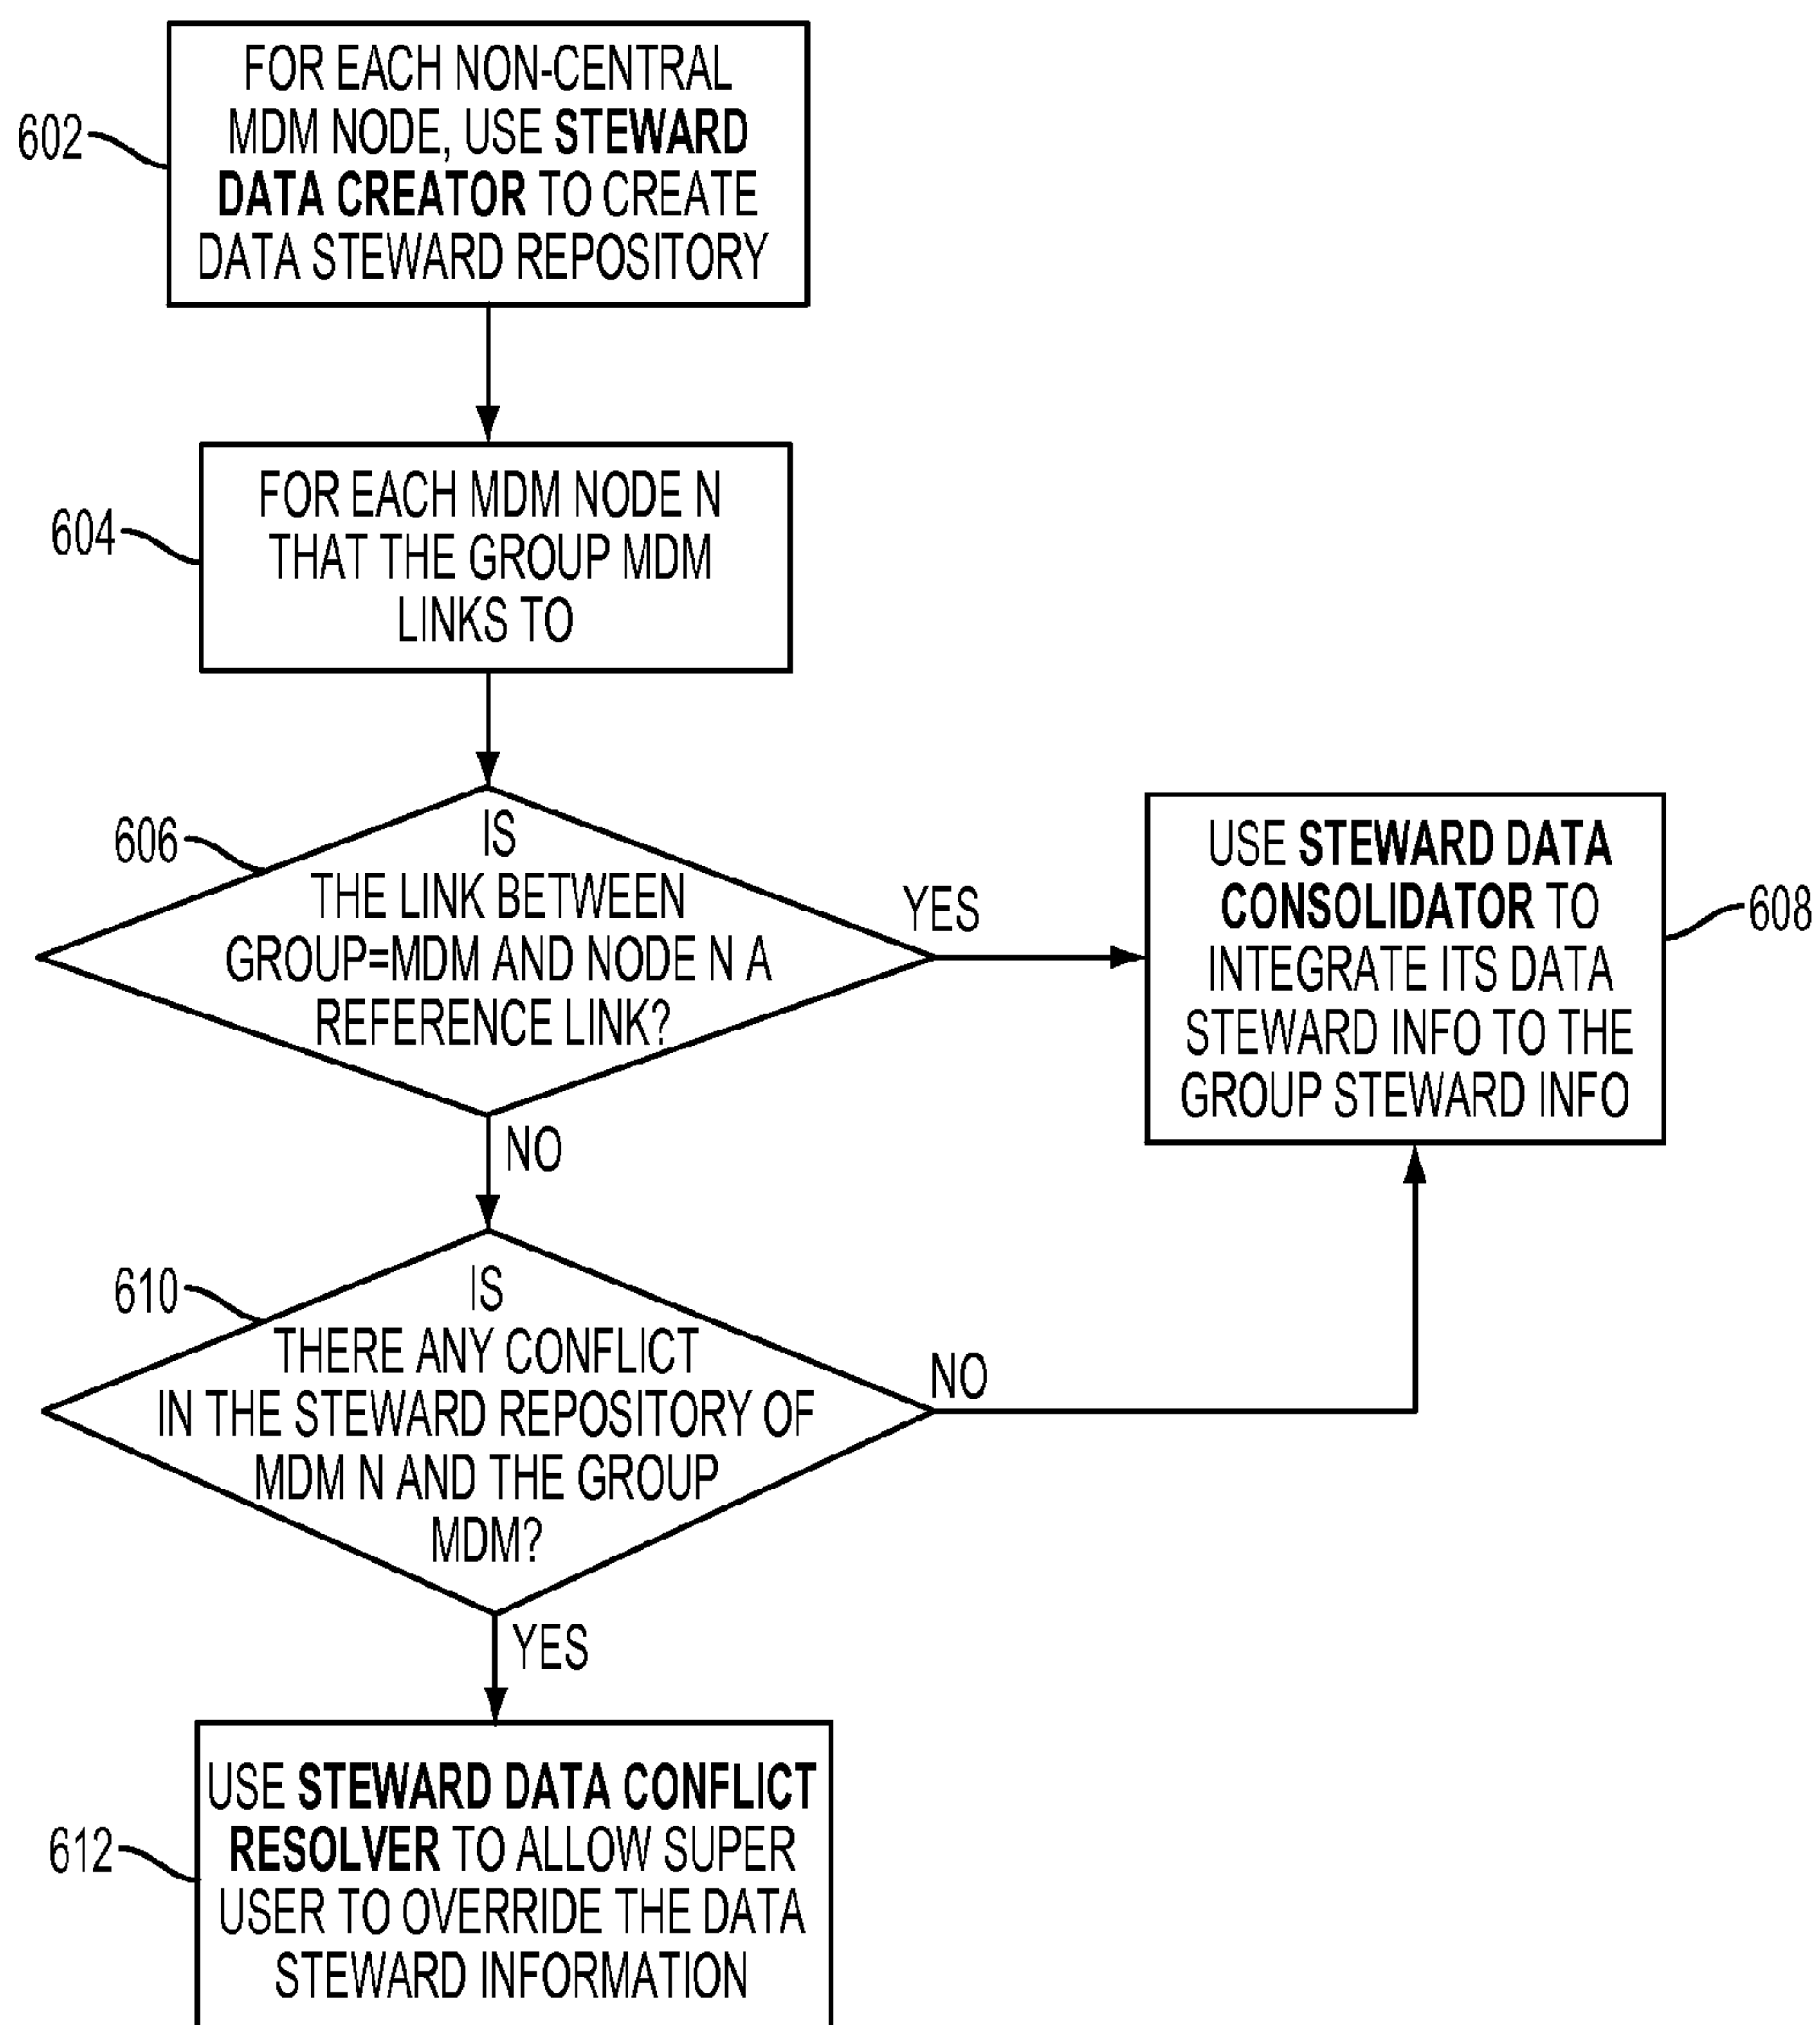 602
FOR EACH NON-CENTRAL
MDM NODE, USE STEWARD
DATA CREATOR TO CREATE
DATA STEWARD REPOSITORY
604
FOR EACH MDM NODE N
THAT THE GROUP MDM
LINKS TO
606
IS
THE LINK BETWEEN
GROUP=MDM AND NODE N A
REFERENCE LINK?
YES
608
USE STEWARD DATA
CONSOLIDATOR TO
INTEGRATE ITS DATA
STEWARD INFO TO THE
GROUP STEWARD INFO
NO
610
IS
THERE ANY CONFLICT
IN THE STEWARD REPOSITORY OF
MDM N AND THE GROUP
MDM?
NO
YES
612
USE STEWARD DATA CONFLICT
RESOLVER TO ALLOW SUPER
USER TO OVERRIDE THE DATA
STEWARD INFORMATION